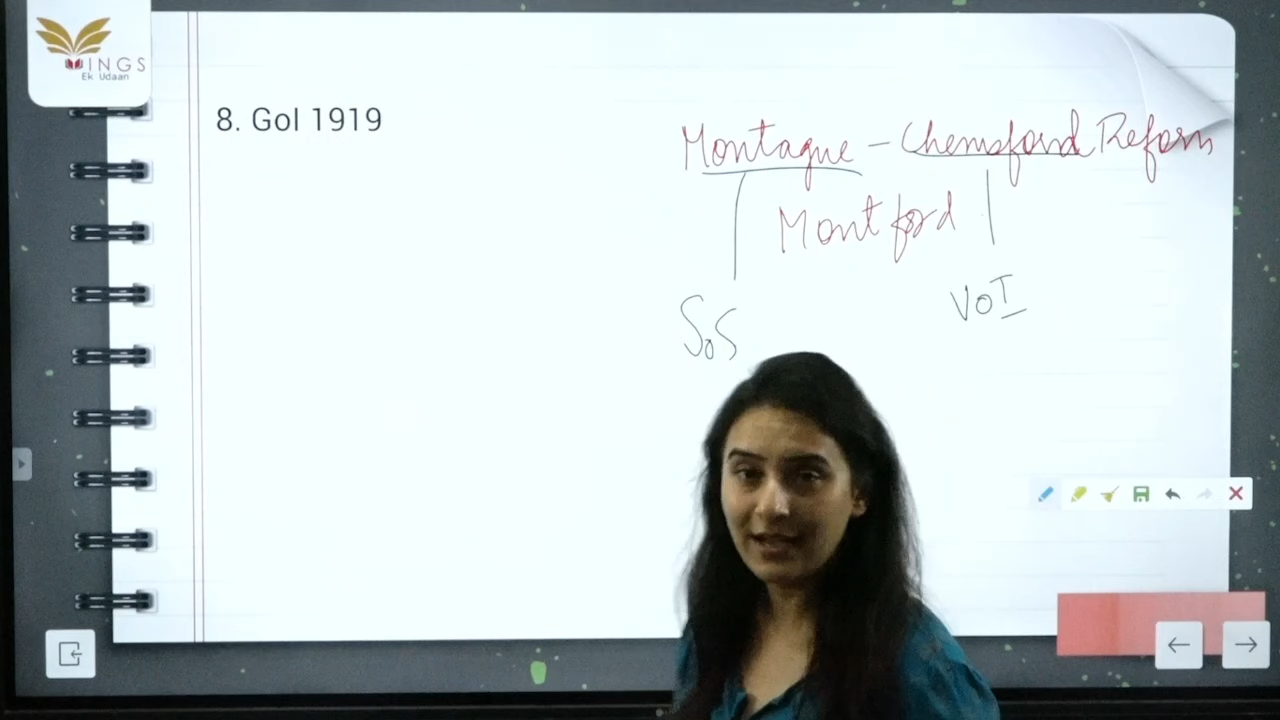 WINGS
Ek Udaan
8. GoI 1919
Montague - Chemsford Reform
Montford
SoS
VoI